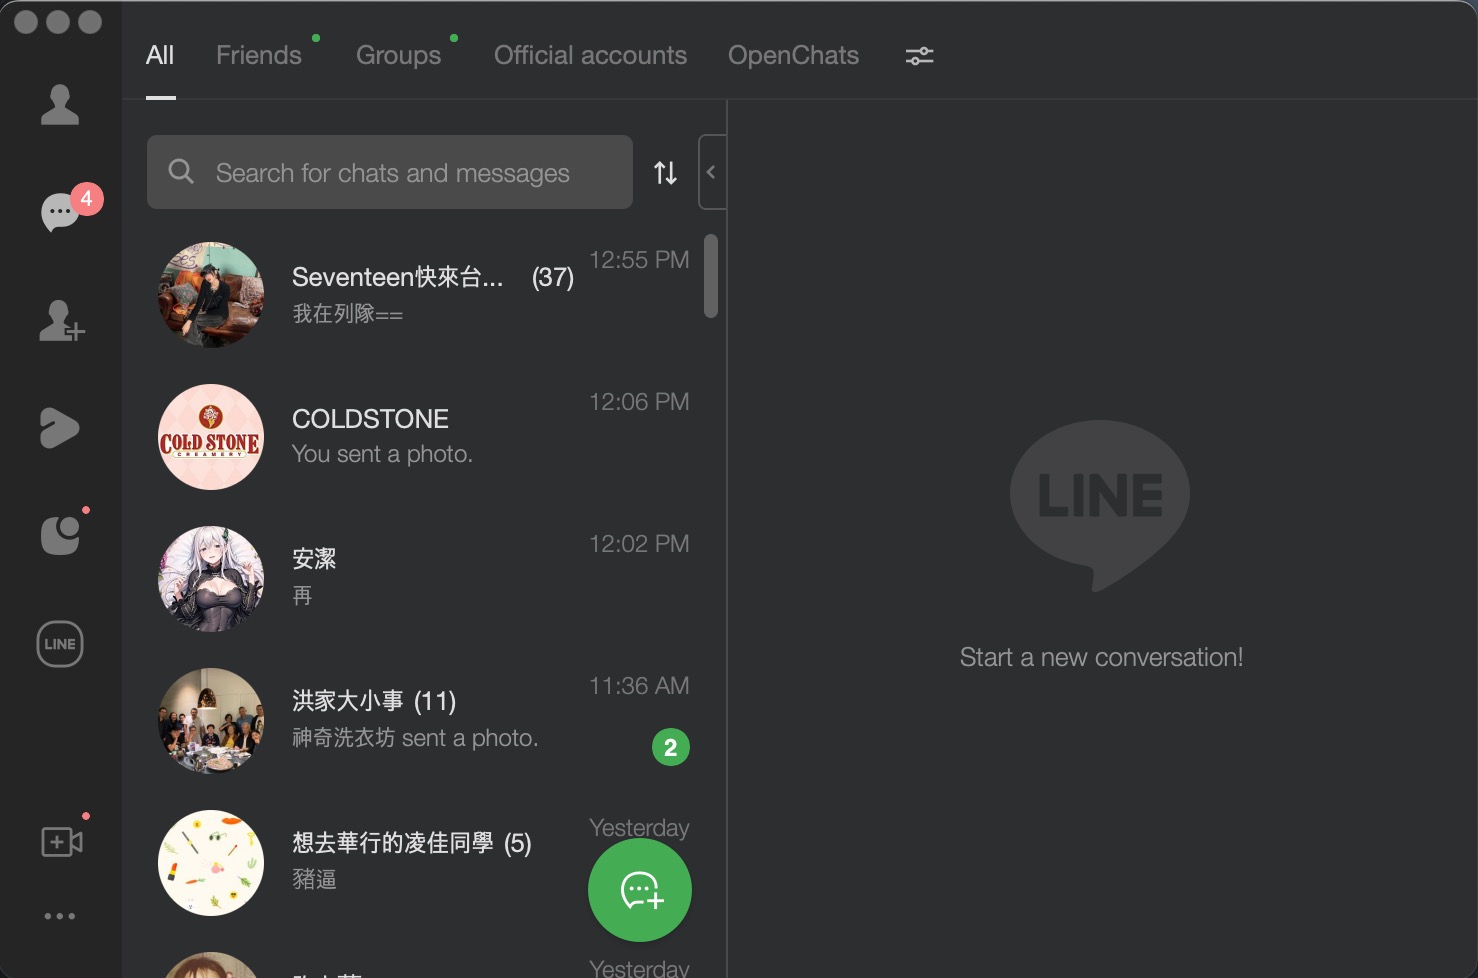 All Friends Groups Official accounts OpenChats
Search for chats and messages
4
Seventeen快來台... (37) 12:55 PM
我在列隊==
COLD STONE
CREAMERY
COLDSTONE 12:06 PM
You sent a photo.
安潔 12:02 PM
再
LINE
LINE
Start a new conversation!
洪家大小事 (11) 11:36 AM
神奇洗衣坊 sent a photo.
2
想去華行的凌佳同學 (5) Yesterday
豬逼
Yesterday